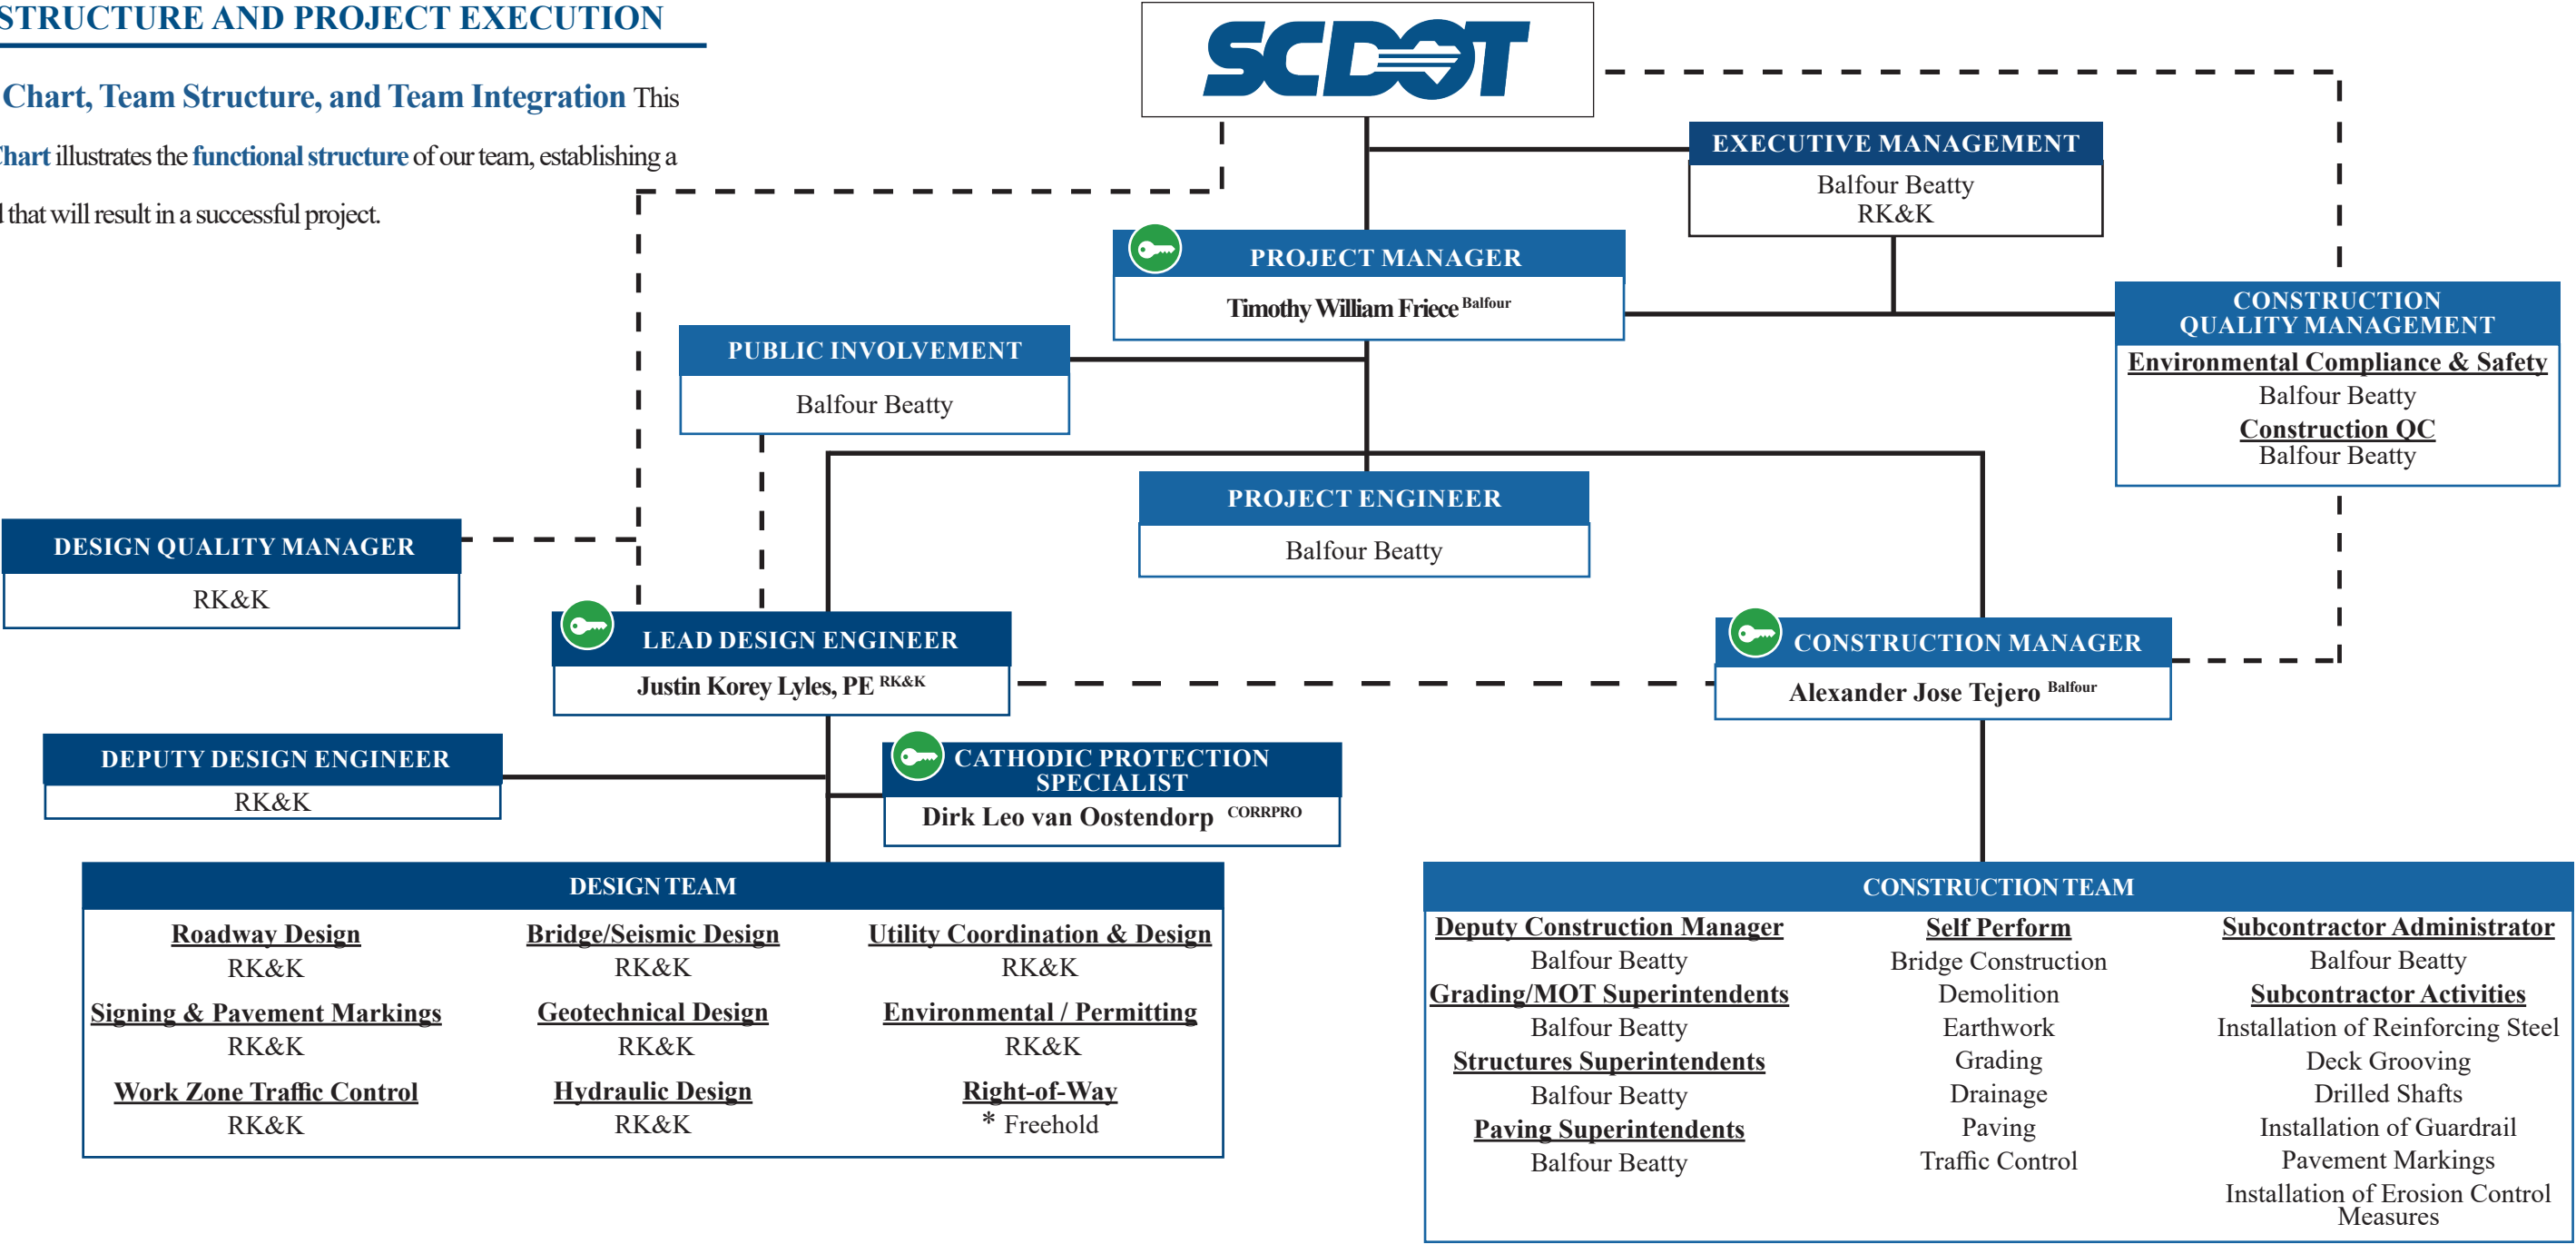 STRUCTURE AND PROJECT EXECUTION
Chart, Team Structure, and Team Integration This
Chart illustrates the functional structure of our team, establishing a
that will result in a successful project.
SCDOT
EXECUTIVE MANAGEMENT
Balfour Beatty
RK&K
PROJECT MANAGER
Timothy William Friece Balfour
CONSTRUCTION
QUALITY MANAGEMENT
Environmental Compliance & Safety
Balfour Beatty
Construction QC
Balfour Beatty
PUBLIC INVOLVEMENT
Balfour Beatty
PROJECT ENGINEER
Balfour Beatty
DESIGN QUALITY MANAGER
RK&K
LEAD DESIGN ENGINEER
Justin Korey Lyles, PE RK&K
CONSTRUCTION MANAGER
Alexander Jose Tejero Balfour
DEPUTY DESIGN ENGINEER
RK&K
CATHODIC PROTECTION
SPECIALIST
Dirk Leo van Oostendorp CORRPRO
DESIGN TEAM
Roadway Design
RK&K
Signing & Pavement Markings
RK&K
Work Zone Traffic Control
RK&K
Bridge/Seismic Design
RK&K
Geotechnical Design
RK&K
Hydraulic Design
RK&K
Utility Coordination & Design
RK&K
Environmental / Permitting
RK&K
Right-of-Way
* Freehold
CONSTRUCTION TEAM
Deputy Construction Manager
Balfour Beatty
Grading/MOT Superintendents
Balfour Beatty
Structures Superintendents
Balfour Beatty
Paving Superintendents
Balfour Beatty
Self Perform
Bridge Construction
Demolition
Earthwork
Grading
Drainage
Paving
Traffic Control
Subcontractor Administrator
Balfour Beatty
Subcontractor Activities
Installation of Reinforcing Steel
Deck Grooving
Drilled Shafts
Installation of Guardrail
Pavement Markings
Installation of Erosion Control
Measures